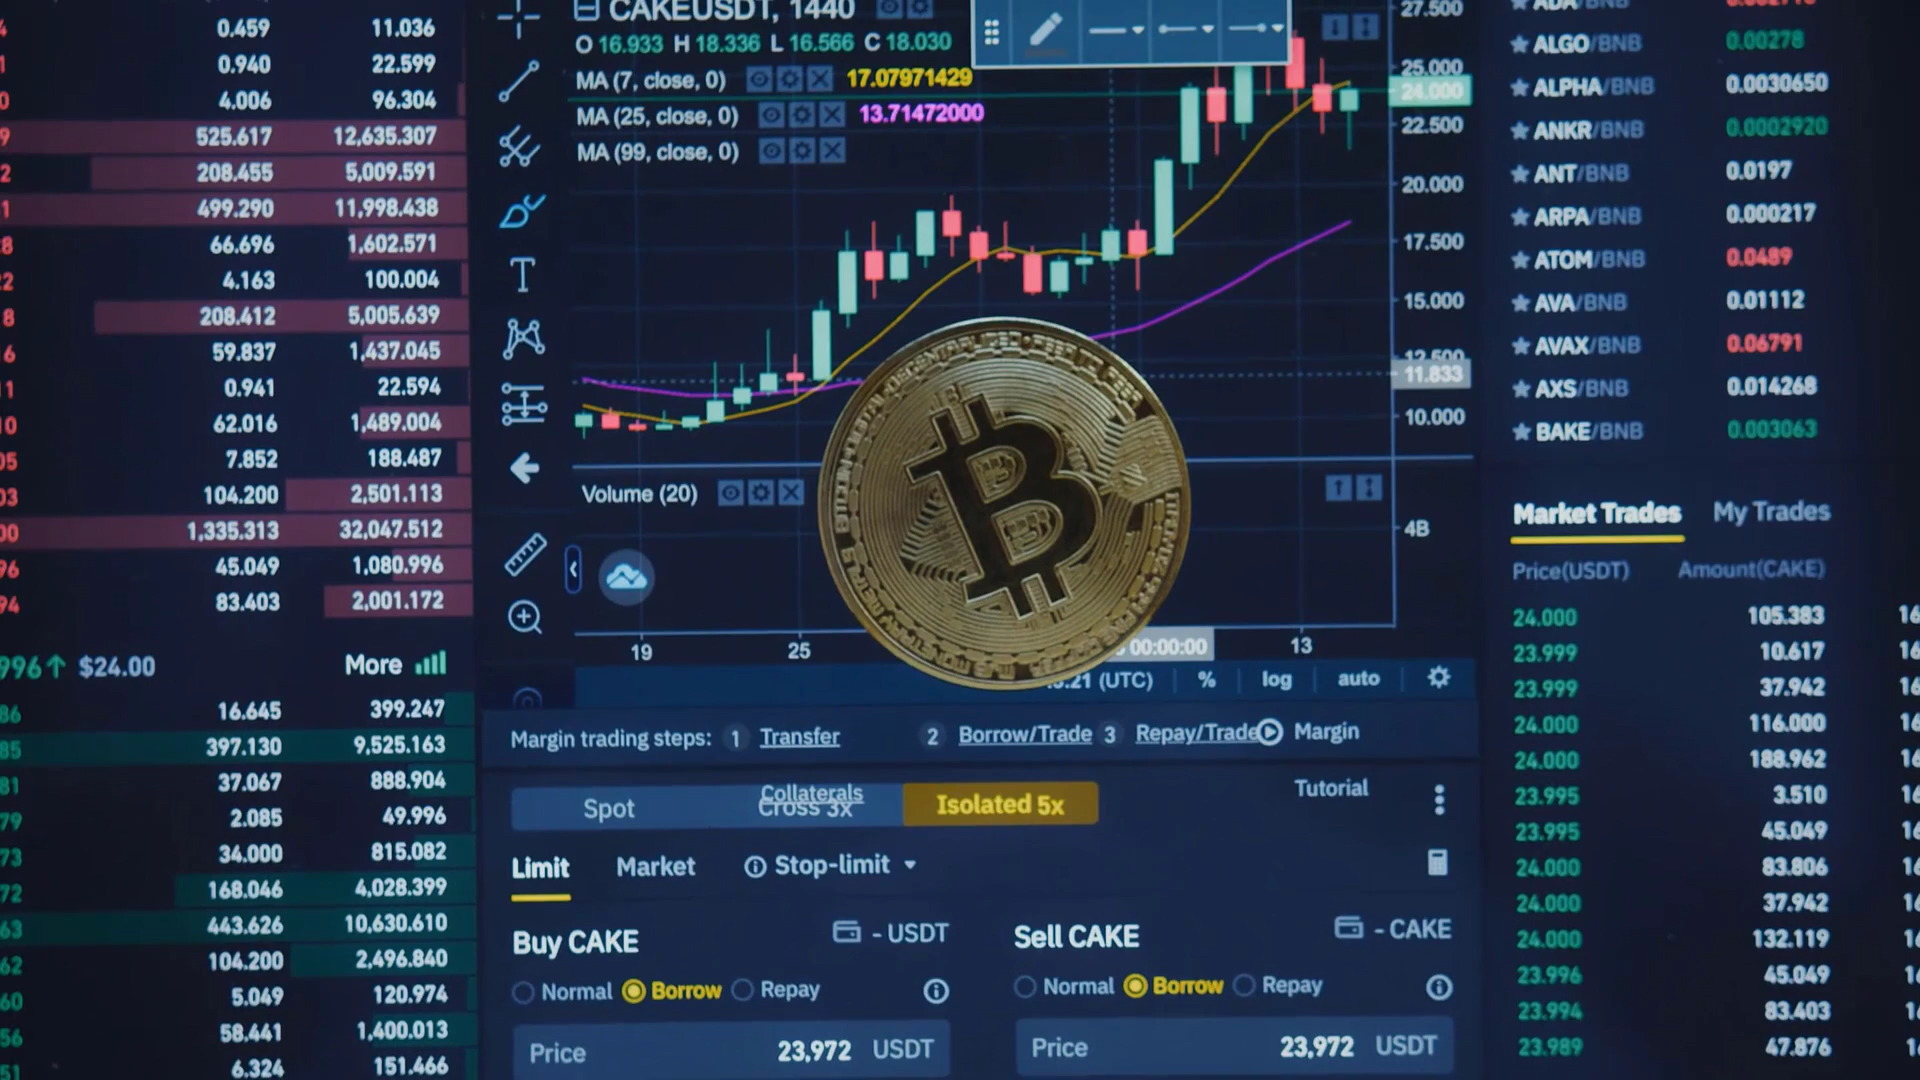 0.459 11.036
0.940 22.599
4.006 96.304
525.617 12,635.307
208.455 5,009.591
499.290 11,998.438
66.696 1,602.571
4.163 100.004
208.412 5,005.639
59.837 1,437.045
0.941 22.594
62.016 1,489.004
7.852 188.487
104.200 2,501.113
1,335.313 32,047.512
45.049 1,080.996
83.403 2,001.172
996↑ $24.00 More
16.645 399.247
397.130 9,525.163
37.067 888.904
2.085 49.996
34.000 815.082
168.046 4,028.399
443.626 10,630.610
104.200 2,496.840
5.049 120.974
58.441 1,400.013
6.324 151.466
CAKEUSDT, 1440
O 16.933 H 18.336 L 16.566 C 18.030
MA (7, close, 0) 17.07971429
MA (25, close, 0) 13.71472000
MA (99, close, 0)
27.500
25.000
24.000
22.500
20.000
17.500
15.000
12.500
11.833
10.000
Volume (20)
4B
19 25 00:00:00 13
(UTC) % log auto
Margin trading steps: 1 Transfer 2 Borrow/Trade 3 Repay/Trade Margin
Tutorial
Spot Collaterals Cross 3x Isolated 5x
Limit Market Stop-limit
Buy CAKE - USDT
Normal Borrow Repay
Price 23,972 USDT
Sell CAKE - CAKE
Normal Borrow Repay
Price 23,972 USDT
ADA/BNB
ALGO/BNB 0.00278
ALPHA/BNB 0.0030650
ANKR/BNB 0.0002920
ANT/BNB 0.0197
ARPA/BNB 0.000217
ATOM/BNB 0.0489
AVA/BNB 0.01112
AVAX/BNB 0.06791
AXS/BNB 0.014268
BAKE/BNB 0.003063
Market Trades My Trades
Price(USDT) Amount(CAKE)
24.000 105.383
23.999 10.617
23.999 37.942
24.000 116.000
24.000 188.962
23.995 3.510
23.995 45.049
24.000 83.806
24.000 37.942
24.000 132.119
23.996 45.049
23.994 83.403
23.989 47.876